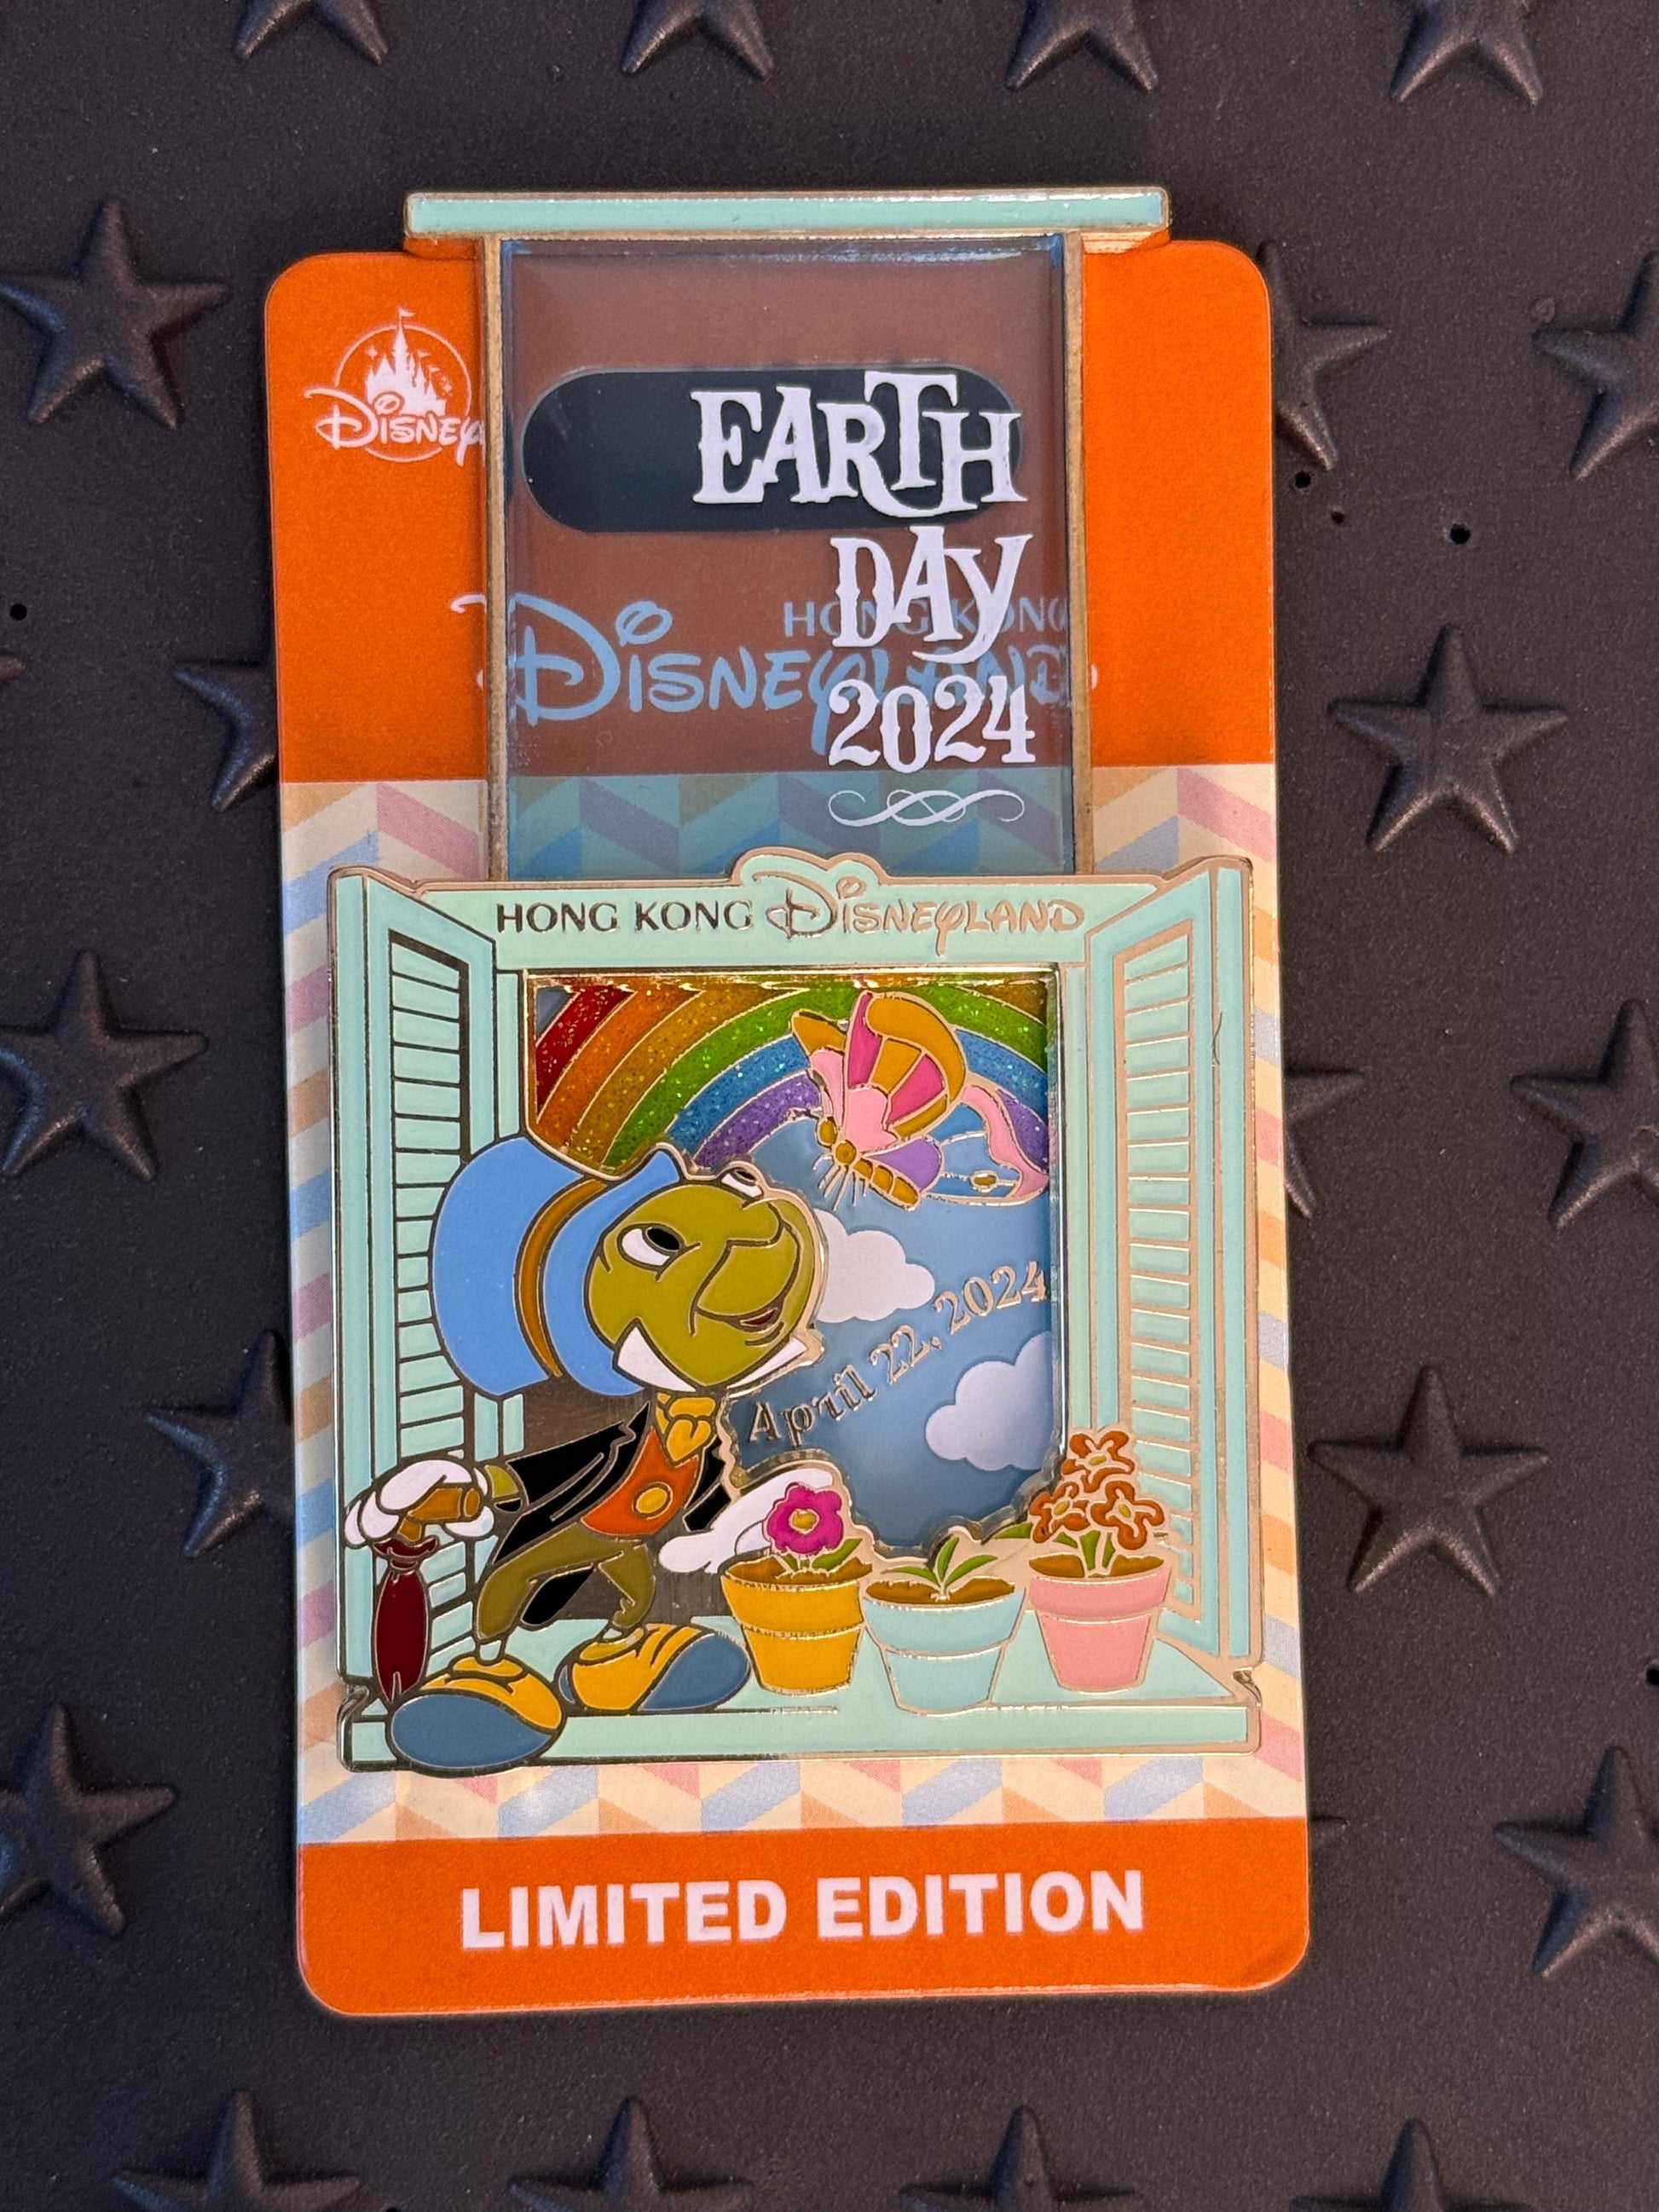 Disney
EARTH
DAY
2024
HONG KONG
Disneyland
HONG KONG Disneyland
April 22, 2024
LIMITED EDITION